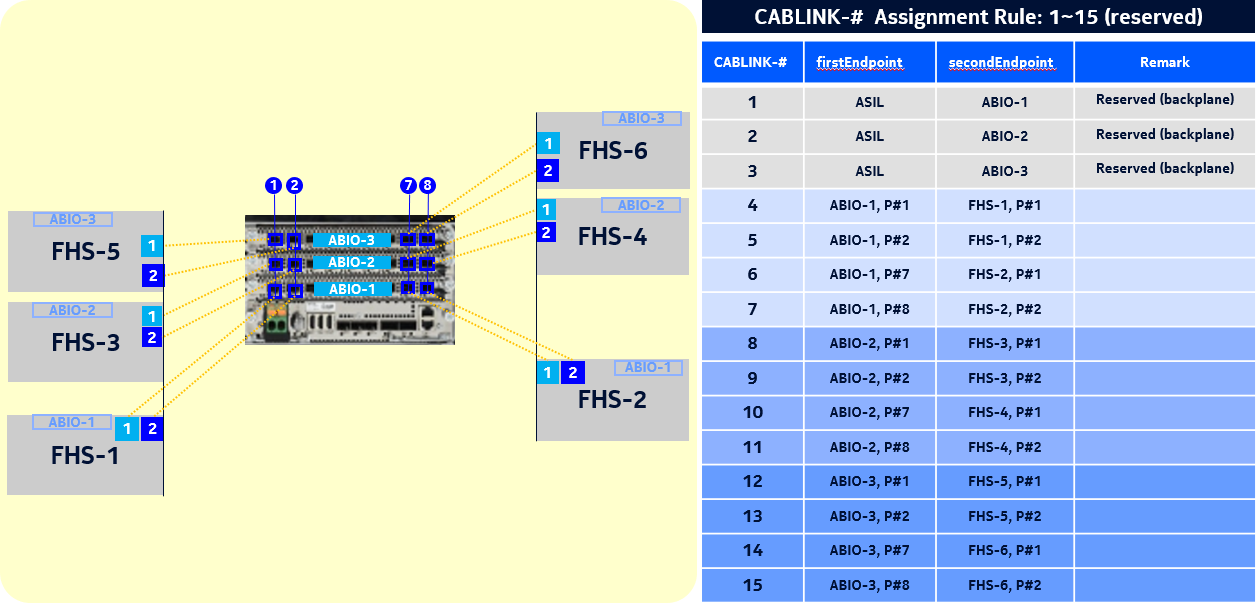 CABLINK-# Assignment Rule: 1~15 (reserved)
ABIO-3
1
FHS-6
2
1 2 7 8
ABIO-2
1
FHS-4
2
ABIO-3
FHS-5
1
2
ABIO-3
ABIO-2
ABIO-1
ABIO-2
1
FHS-3
2
ABIO-1
1 2
FHS-2
ABIO-1
1 2
FHS-1
CABLINK-# firstEndpoint secondEndpoint Remark
1 ASIL ABIO-1 Reserved (backplane)
2 ASIL ABIO-2 Reserved (backplane)
3 ASIL ABIO-3 Reserved (backplane)
4 ABIO-1, P#1 FHS-1, P#1
5 ABIO-1, P#2 FHS-1, P#2
6 ABIO-1, P#7 FHS-2, P#1
7 ABIO-1, P#8 FHS-2, P#2
8 ABIO-2, P#1 FHS-3, P#1
9 ABIO-2, P#2 FHS-3, P#2
10 ABIO-2, P#7 FHS-4, P#1
11 ABIO-2, P#8 FHS-4, P#2
12 ABIO-3, P#1 FHS-5, P#1
13 ABIO-3, P#2 FHS-5, P#2
14 ABIO-3, P#7 FHS-6, P#1
15 ABIO-3, P#8 FHS-6, P#2